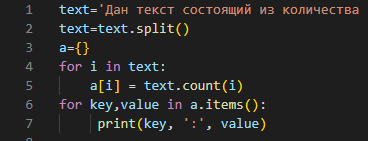 1 text='Дан текст состоящий из количества
2 text=text.split()
3 a={}
4 for i in text:
5 a[i] = text.count(i)
6 for key,value in a.items():
7 print(key, ':', value)